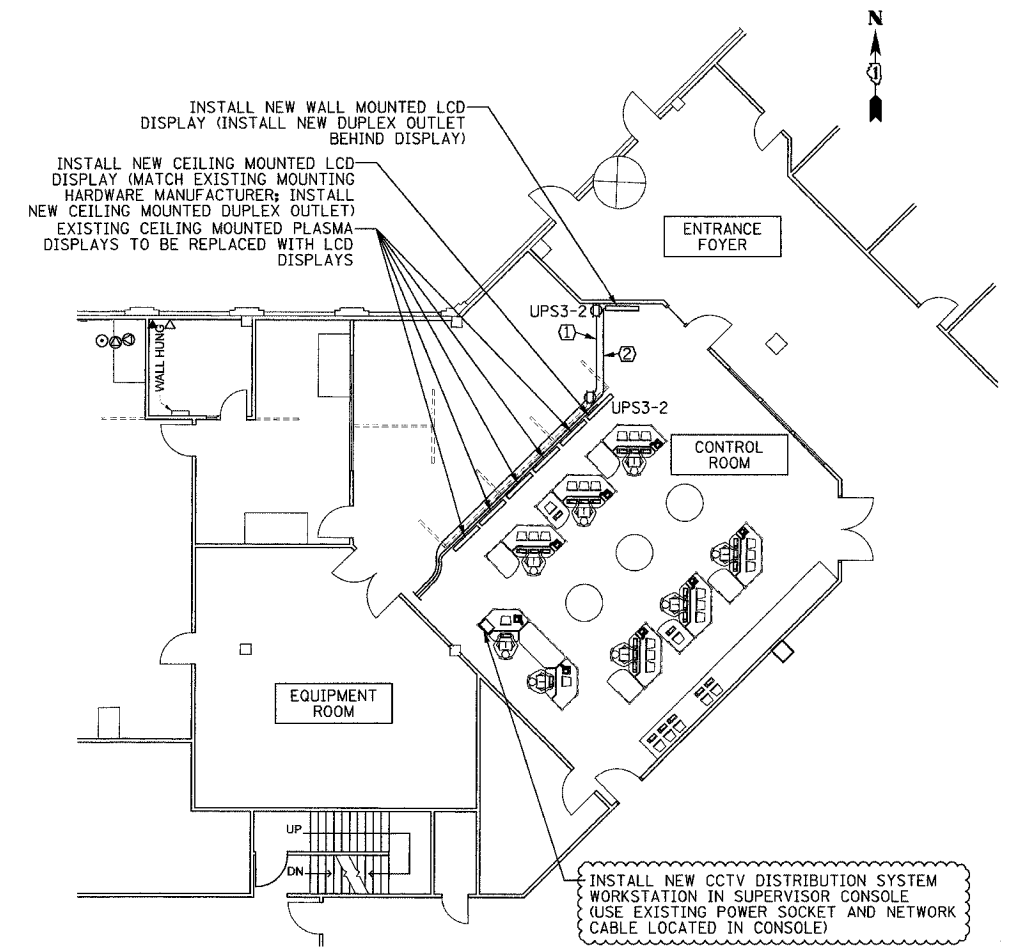 N
1
INSTALL NEW WALL MOUNTED LCD
DISPLAY (INSTALL NEW DUPLEX OUTLET
BEHIND DISPLAY)
INSTALL NEW CEILING MOUNTED LCD
DISPLAY (MATCH EXISTING MOUNTING
HARDWARE MANUFACTURER; INSTALL
NEW CEILING MOUNTED DUPLEX OUTLET)
EXISTING CEILING MOUNTED PLASMA
DISPLAYS TO BE REPLACED WITH LCD
DISPLAYS
ENTRANCE
FOYER
UPS3-2
1
2
WALL HUNG
UPS3-2
CONTROL
ROOM
EQUIPMENT
ROOM
UP
DN
INSTALL NEW CCTV DISTRIBUTION SYSTEM
WORKSTATION IN SUPERVISOR CONSOLE
(USE EXISTING POWER SOCKET AND NETWORK
CABLE LOCATED IN CONSOLE)